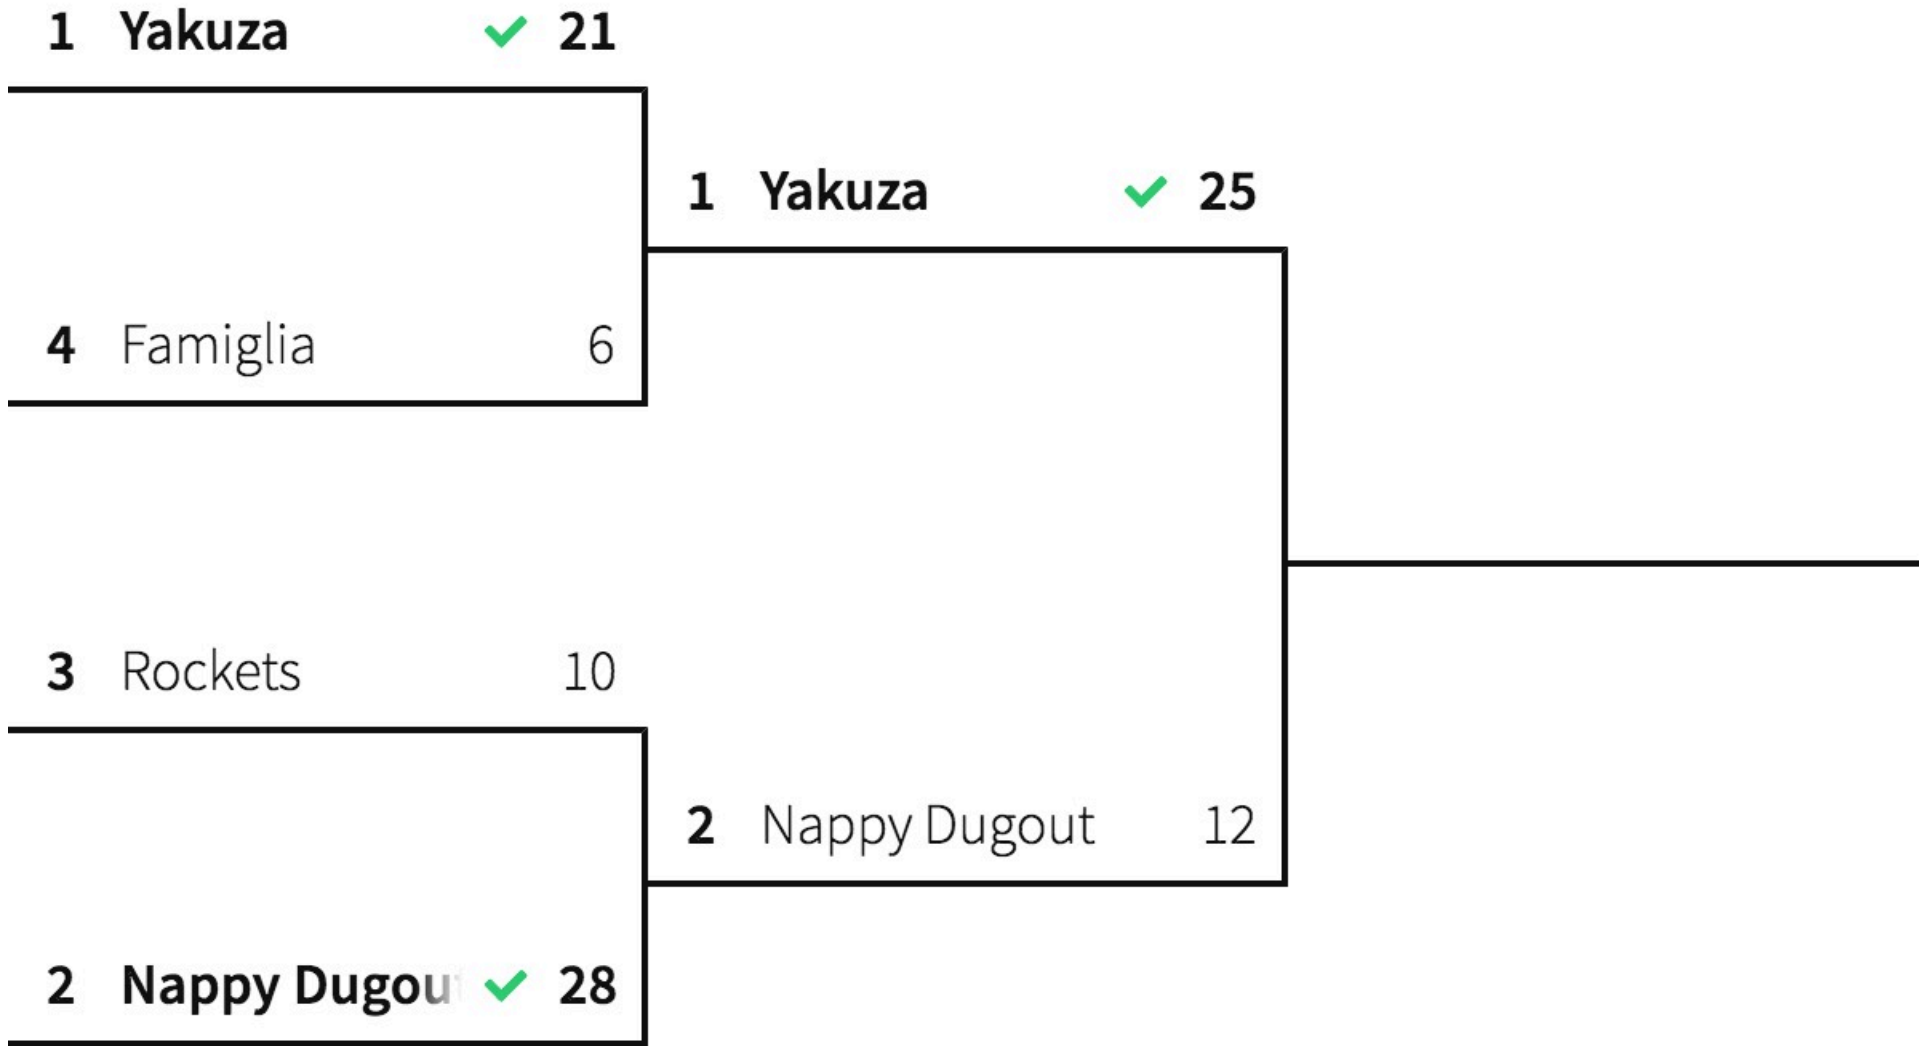 1 Yakuza 21
4 Famiglia 6
3 Rockets 10
2 Nappy Dugout 28
1 Yakuza 25
2 Nappy Dugout 12